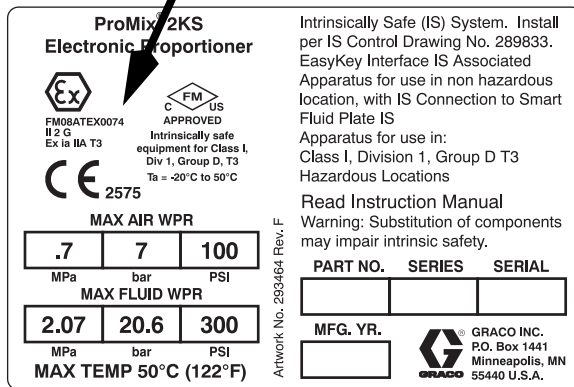 ProMix® 2KS
Electronic Proportioner
Ex
FM08ATEX0074
II 2 G
Ex ia IIA T3
CE 2575
FM
C US
APPROVED
Intrinsically safe
equipment for Class I,
Div 1, Group D, T3
Ta = -20°C to 50°C
MAX AIR WPR
.7 7 100
MPa bar PSI
MAX FLUID WPR
2.07 20.6 300
MPa bar PSI
MAX TEMP 50°C (122°F)
Artwork No. 293464 Rev. F
Intrinsically Safe (IS) System. Install
per IS Control Drawing No. 289833.
EasyKey Interface IS Associated
Apparatus for use in non hazardous
location, with IS Connection to Smart
Fluid Plate IS
Apparatus for use in:
Class I, Division 1, Group D T3
Hazardous Locations
Read Instruction Manual
Warning: Substitution of components
may impair intrinsic safety.
PART NO. SERIES SERIAL
MFG. YR.
GRACO
®
GRACO INC.
P.O. Box 1441
Minneapolis, MN
55440 U.S.A.